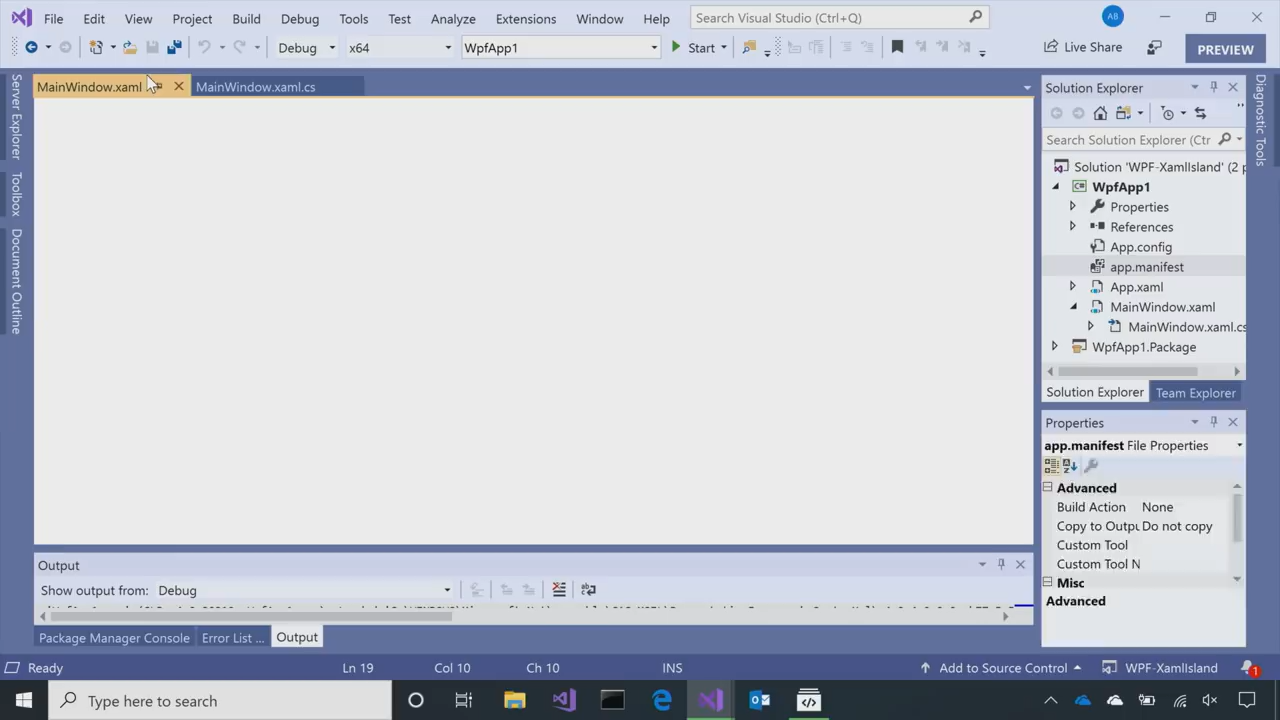 File Edit View Project Build Debug Tools Test Analyze Extensions Window Help Search Visual Studio (Ctrl+Q) AB
Debug x64 WpfApp1 Start Live Share PREVIEW
Server Explorer
Toolbox
Document Outline
MainWindow.xaml MainWindow.xaml.cs
Solution Explorer
Search Solution Explorer (Ctr
Solution 'WPF-XamlIsland' (2 p
WpfApp1
Properties
References
App.config
app.manifest
App.xaml
MainWindow.xaml
MainWindow.xaml.cs
WpfApp1.Package
Solution Explorer Team Explorer
Diagnostic Tools
Properties
app.manifest File Properties
Advanced
Build Action None
Copy to Outpu Do not copy
Custom Tool
Custom Tool N
Misc
Advanced
Output
Show output from: Debug
Package Manager Console Error List ... Output
Ready Ln 19 Col 10 Ch 10 INS Add to Source Control WPF-XamlIsland 1
Type here to search